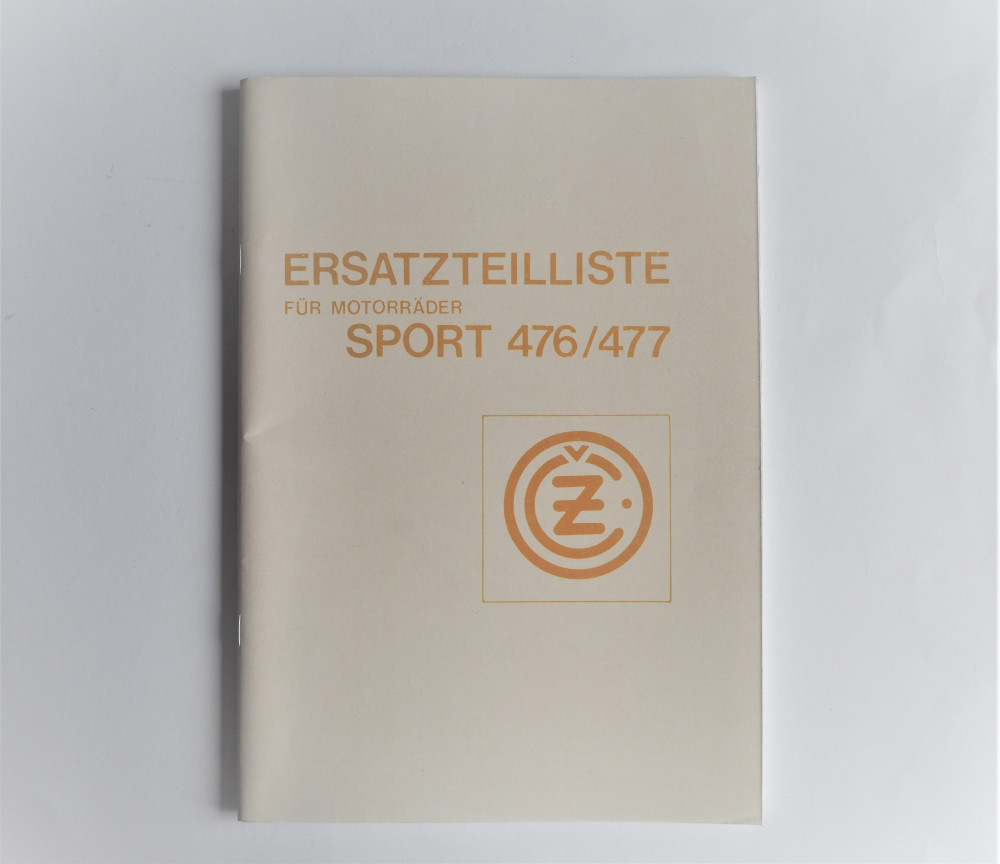 ERSATZTEILLISTE
FÜR MOTORRÄDER
SPORT 476/477
ČZ